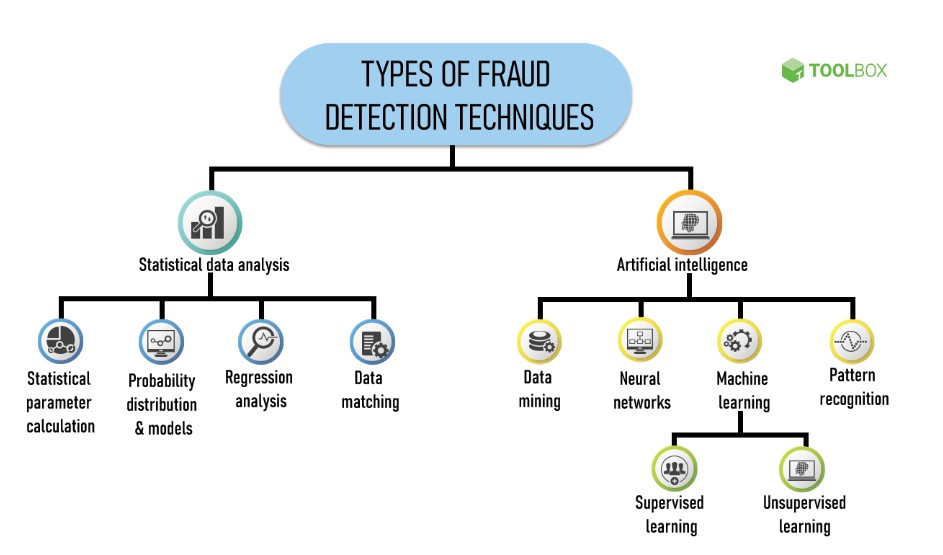 TYPES OF FRAUD
DETECTION TECHNIQUES
TOOLBOX
Statistical data analysis
Artificial intelligence
Statistical
parameter
calculation
Probability
distribution
& models
Regression
analysis
Data
matching
Data
mining
Neural
networks
Machine
learning
Pattern
recognition
Supervised
learning
Unsupervised
learning